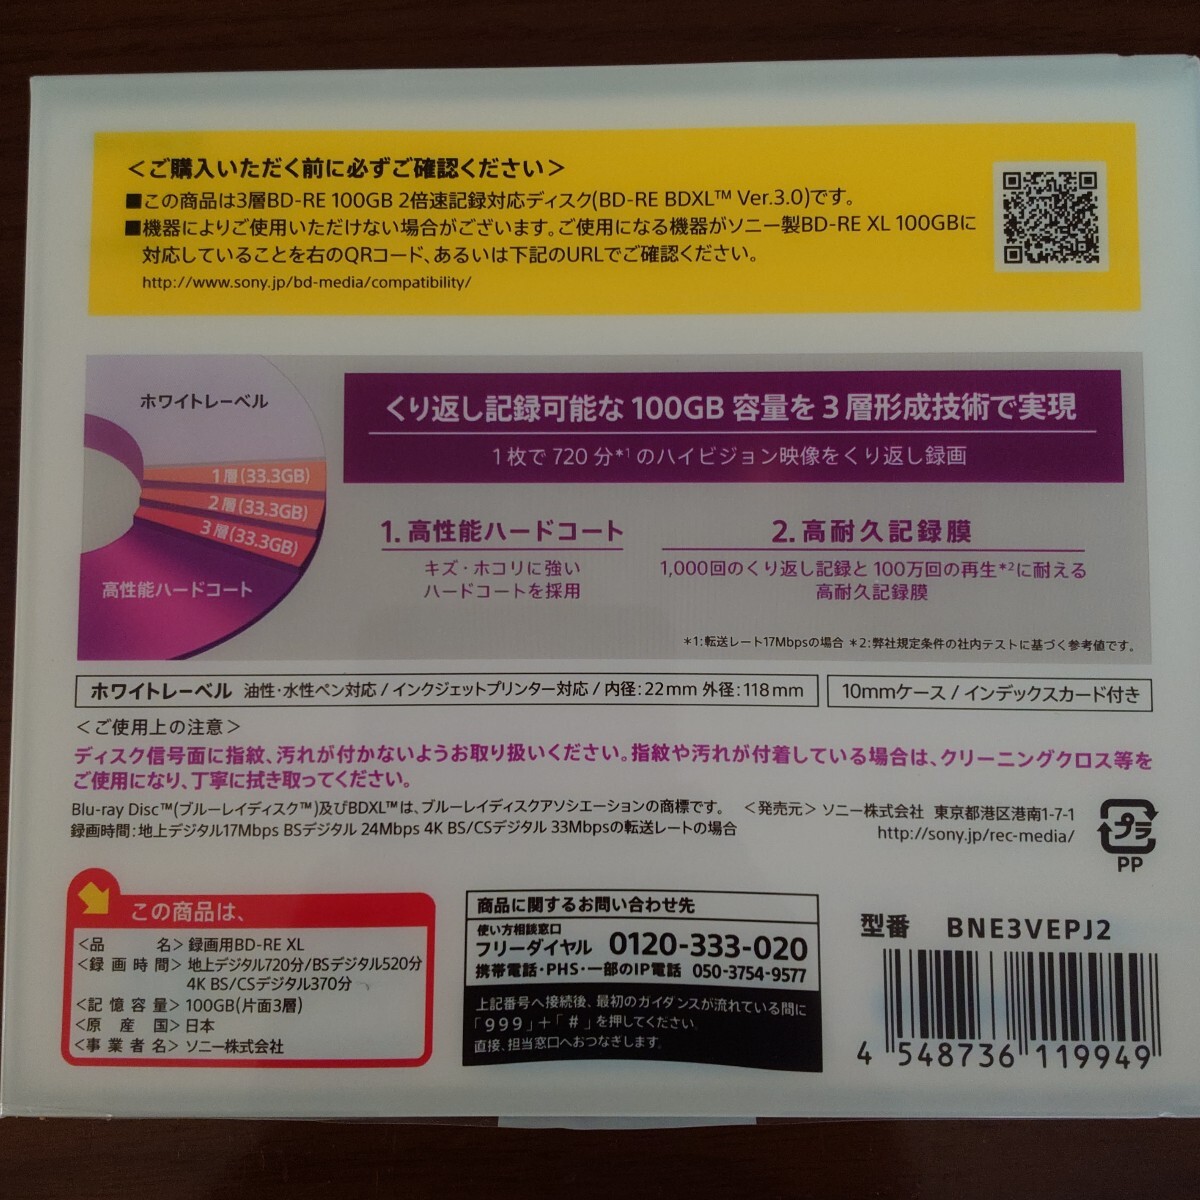 ＜ご購入いただく前に必ずご確認ください＞
■この商品は3層BD-RE 100GB 2倍速記録対応ディスク(BD-RE BDXL™ Ver.3.0)です。
■機器によりご使用いただけない場合がございます。ご使用になる機器がソニー製BD-RE XL 100GBに
対応していることを右のQRコード、あるいは下記のURLでご確認ください。
http://www.sony.jp/bd-media/compatibility/
ホワイトレーベル
1層(33.3GB)
2層(33.3GB)
3層(33.3GB)
高性能ハードコート
くり返し記録可能な100GB 容量を3層形成技術で実現
1枚で720分*1のハイビジョン映像をくり返し録画
1. 高性能ハードコート
キズ・ホコリに強い
ハードコートを採用
2. 高耐久記録膜
1,000回のくり返し記録と100万回の再生*2に耐える
高耐久記録膜
*1:転送レート17Mbpsの場合 *2:弊社規定条件の社内テストに基づく参考値です。
ホワイトレーベル 油性・水性ペン対応 / インクジェットプリンター対応 / 内径:22mm 外径:118mm
10mmケース / インデックスカード付き
＜ご使用上の注意＞
ディスク信号面に指紋、汚れが付かないようお取り扱いください。指紋や汚れが付着している場合は、クリーニングクロス等を
ご使用になり、丁寧に拭き取ってください。
Blu-ray Disc™(ブルーレイディスク™)及びBDXL™は、ブルーレイディスクアソシエーションの商標です。 ＜発売元＞ ソニー株式会社 東京都港区港南1-7-1
録画時間:地上デジタル17Mbps BSデジタル 24Mbps 4K BS/CSデジタル 33Mbpsの転送レートの場合
http://sony.jp/rec-media/
プラ
PP
この商品は、
＜品 名＞ 録画用BD-RE XL
＜録画時間＞ 地上デジタル720分/BSデジタル520分
4K BS/CSデジタル370分
＜記憶容量＞ 100GB(片面3層)
＜原産国＞ 日本
＜事業者名＞ ソニー株式会社
商品に関するお問い合わせ先
使い方相談窓口
フリーダイヤル 0120-333-020
携帯電話・PHS・一部のIP電話 050-3754-9577
上記番号へ接続後、最初のガイダンスが流れている間に
「999」+「#」を押してください。
直接、担当窓口へおつなぎします。
型番 BNE3VEPJ2
4 548736 119949